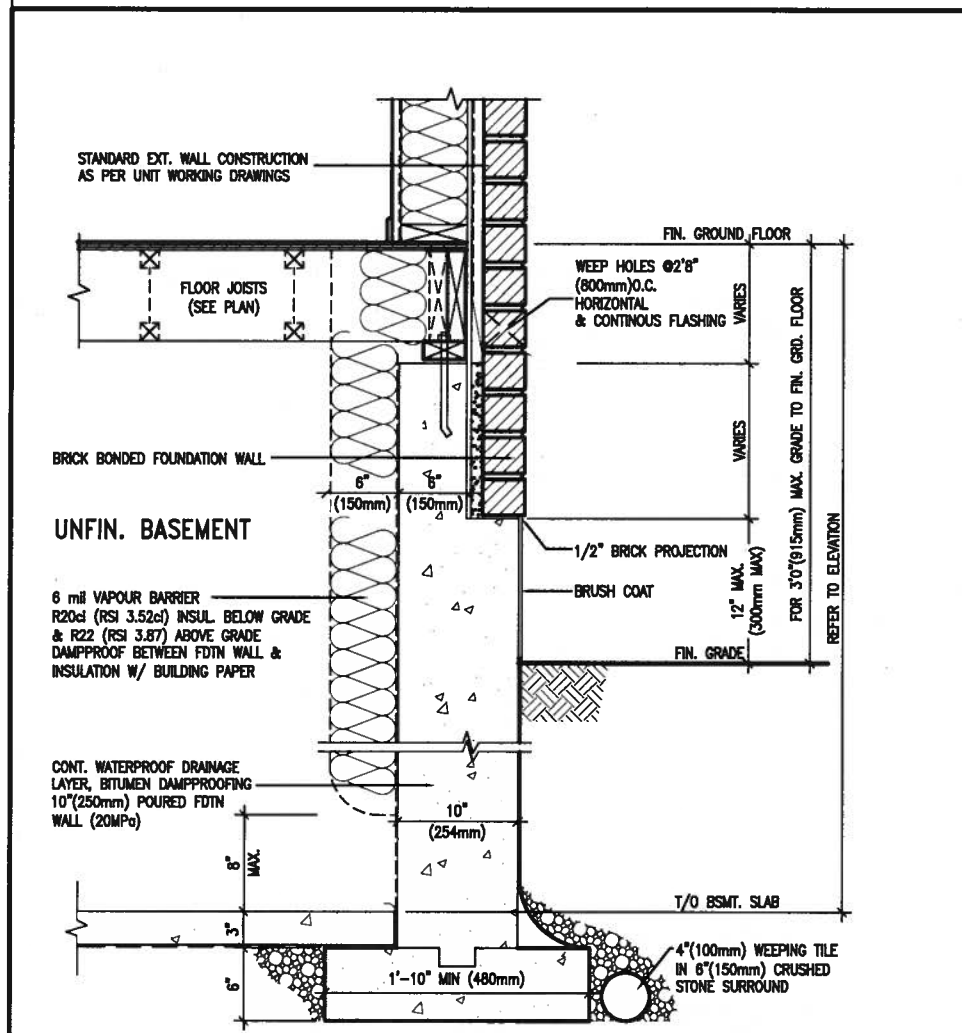 STANDARD EXT. WALL CONSTRUCTION
AS PER UNIT WORKING DRAWINGS
FIN. GROUND FLOOR
FLOOR JOISTS
(SEE PLAN)
WEEP HOLES @2'8"
(800mm)O.C.
HORIZONTAL
& CONTINOUS FLASHING
VARIES
VARIES
BRICK BONDED FOUNDATION WALL
6"
(150mm)
6"
(150mm)
UNFIN. BASEMENT
1/2" BRICK PROJECTION
BRUSH COAT
12" MAX.
(300mm MAX)
FOR 3'0"(915mm) MAX. GRADE TO FIN. GRD. FLOOR
REFER TO ELEVATION
6 mil VAPOUR BARRIER
R20ci (RSI 3.52ci) INSUL. BELOW GRADE
& R22 (RSI 3.87) ABOVE GRADE
DAMPPROOF BETWEEN FDTN WALL &
INSULATION W/ BUILDING PAPER
FIN. GRADE
CONT. WATERPROOF DRAINAGE
LAYER, BITUMEN DAMPPROOFING
10"(250mm) POURED FDTN
WALL (20MPa)
10"
(254mm)
8"
MAX.
T/O BSMT. SLAB
3"
6"
1'-10" MIN (480mm)
4"(100mm) WEEPING TILE
IN 6"(150mm) CRUSHED
STONE SURROUND